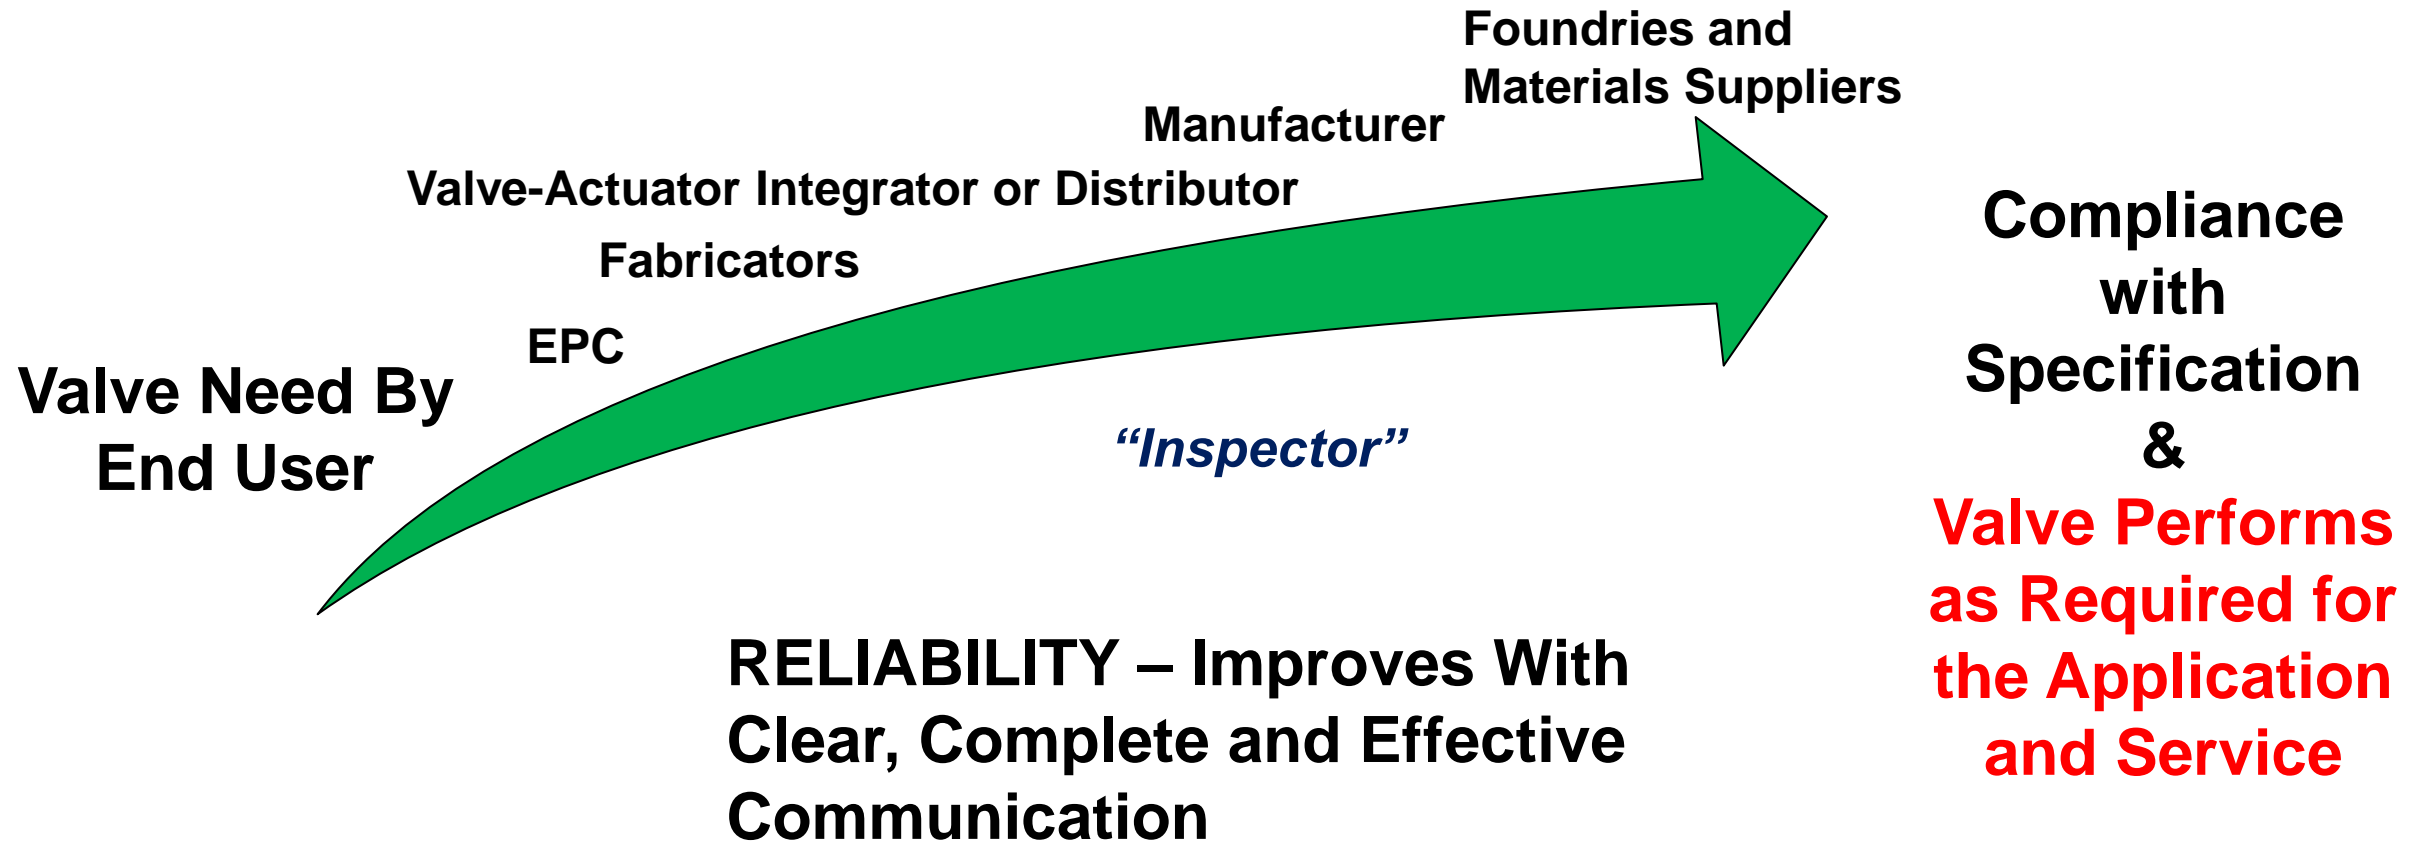 Foundries and
Materials Suppliers
Manufacturer
Valve-Actuator Integrator or Distributor
Fabricators
EPC
Valve Need By
End User
“Inspector”
RELIABILITY – Improves With
Clear, Complete and Effective
Communication
Compliance
with
Specification
&
Valve Performs
as Required for
the Application
and Service